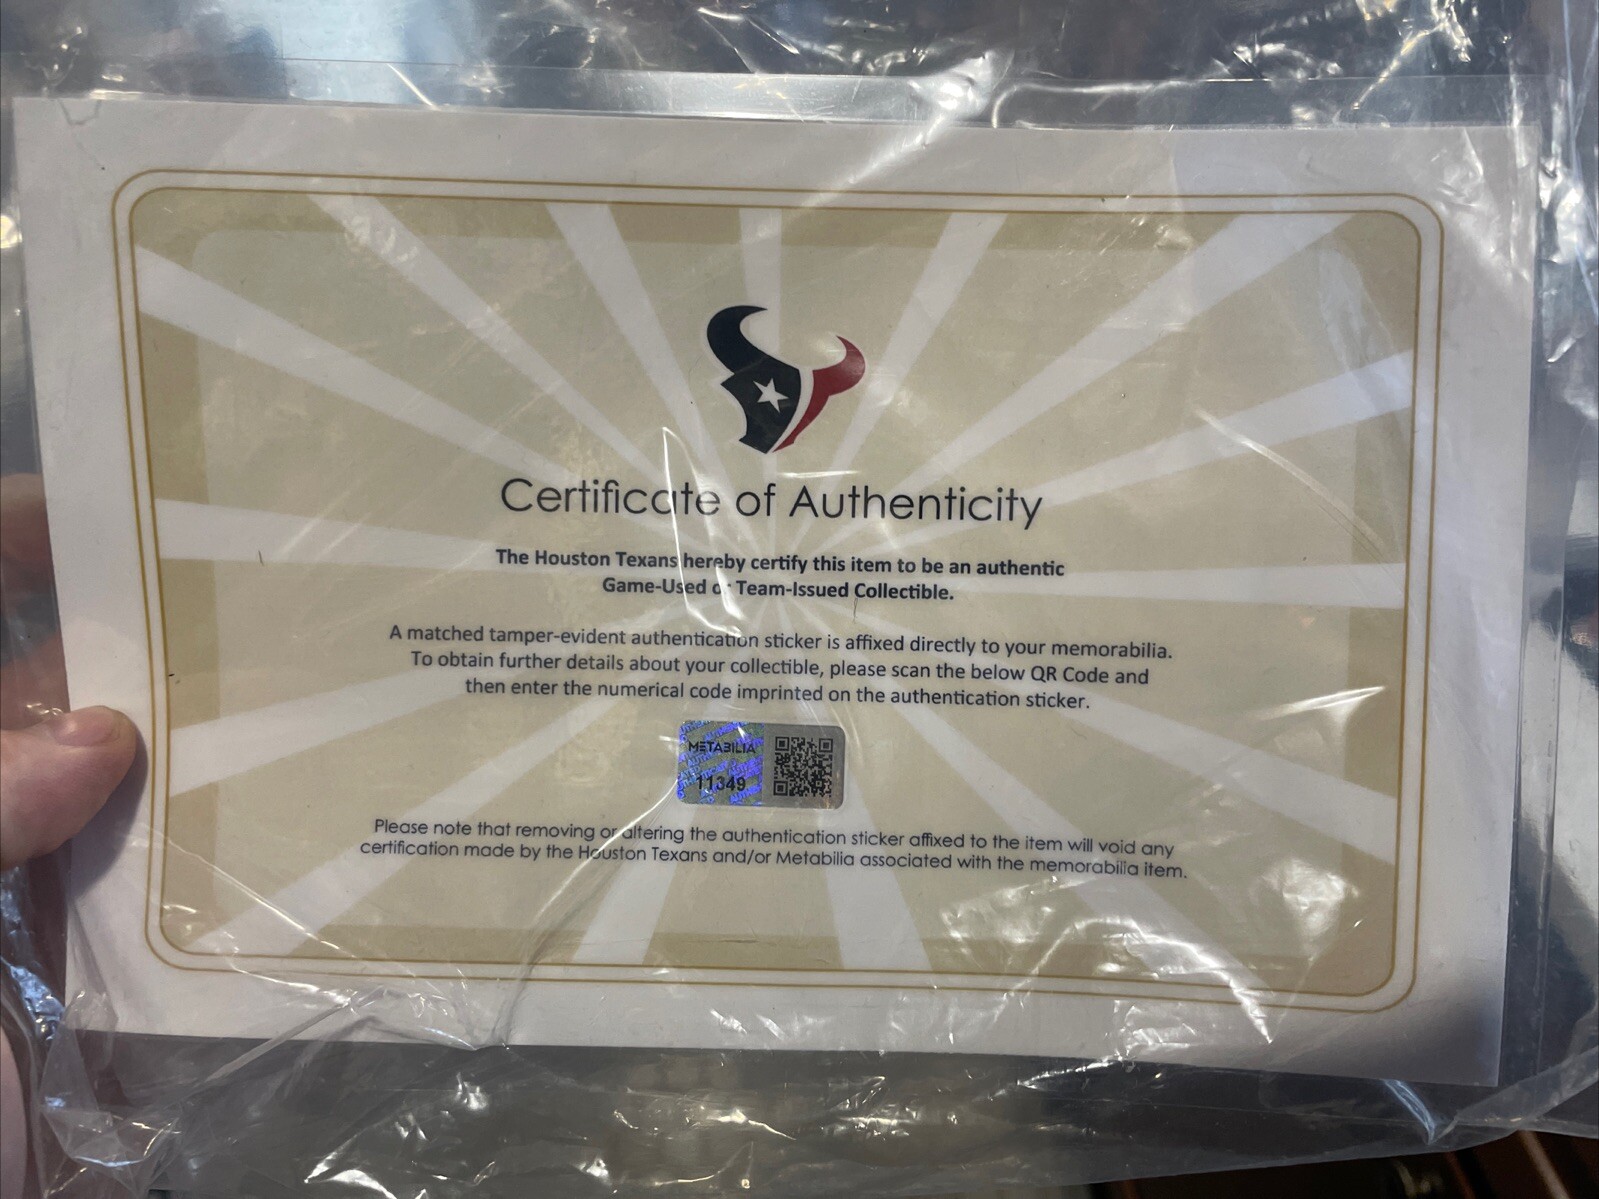 Certificate of Authenticity
The Houston Texans hereby certify this item to be an authentic
Game-Used or Team-Issued Collectible.
A matched tamper-evident authentication sticker is affixed directly to your memorabilia.
To obtain further details about your collectible, please scan the below QR Code and
then enter the numerical code imprinted on the authentication sticker.
METABILIA
11349
Please note that removing or altering the authentication sticker affixed to the item will void any
certification made by the Houston Texans and/or Metabilia associated with the memorabilia item.